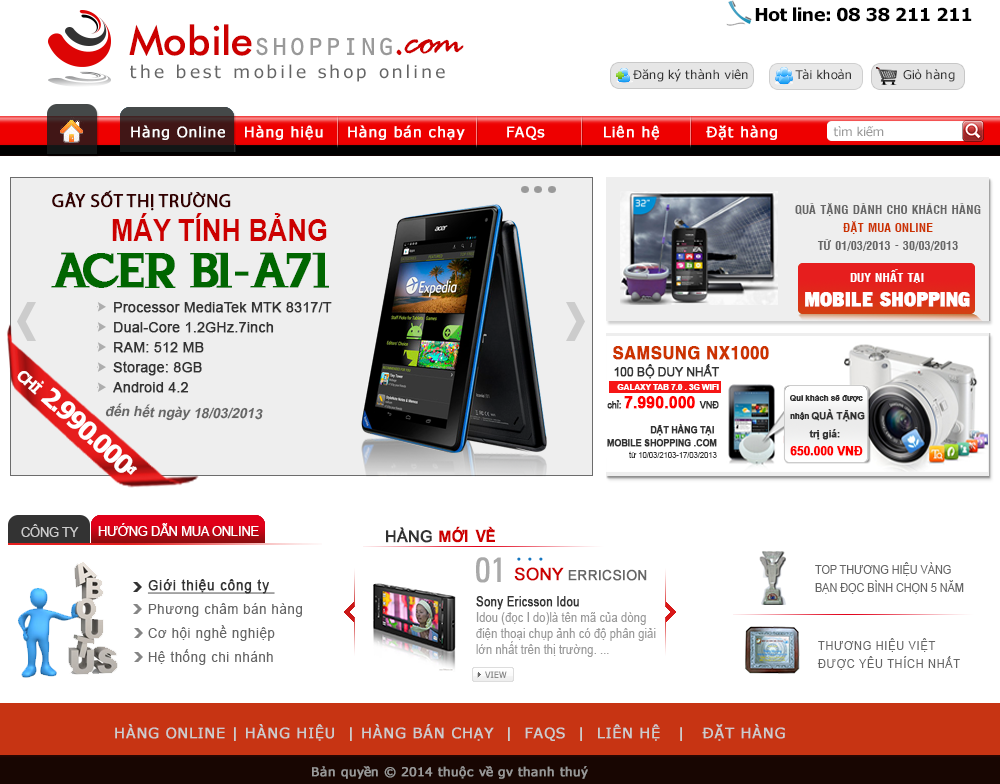 Hot line: 08 38 211 211
MobileSHOPPING.com
the best mobile shop online
Đăng ký thành viên
Tài khoản
Giỏ hàng
Hàng Online
Hàng hiệu
Hàng bán chạy
FAQs
Liên hệ
Đặt hàng
tìm kiếm
GÂY SỐT THỊ TRƯỜNG
MÁY TÍNH BẢNG
ACER B1-A71
Processor MediaTek MTK 8317/T
Dual-Core 1.2GHz.7inch
RAM: 512 MB
Storage: 8GB
Android 4.2
đến hết ngày 18/03/2013
CHỈ 2.990.000đ
acer
Expedia
32"
QUÀ TẶNG DÀNH CHO KHÁCH HÀNG
ĐẶT MUA ONLINE
TỪ 01/03/2013 - 30/03/2013
DUY NHẤT TẠI
MOBILE SHOPPING
SAMSUNG NX1000
100 BỘ DUY NHẤT
GALAXY TAB 7.0 . 3G WIFI
chỉ: 7.990.000 VNĐ
DẶT HÀNG TẠI
MOBILE SHOPPING .COM
từ 10/03/2103-17/03/2013
Qui khách sẽ được
nhận QUÀ TẶNG
trị giá:
650.000 VNĐ
CÔNG TY
HƯỚNG DẪN MUA ONLINE
ABOUT US
Giới thiệu công ty
Phương châm bán hàng
Cơ hội nghề nghiệp
Hệ thống chi nhánh
HÀNG MỚI VỀ
01 SONY ERRICSION
Sony Ericsson Idou
Idou (đọc I do)là tên mã của dòng
điện thoại chụp ảnh có độ phân giải
lớn nhất trên thị trường. ...
VIEW
TOP THƯƠNG HIỆU VÀNG
BẠN ĐỌC BÌNH CHỌN 5 NĂM
THƯƠNG HIỆU VIỆT
ĐƯỢC YÊU THÍCH NHẤT
HÀNG ONLINE | HÀNG HIỆU | HÀNG BÁN CHẠY | FAQS | LIÊN HỆ | ĐẶT HÀNG
Bản quyền © 2014 thuộc về gv thanh thuý